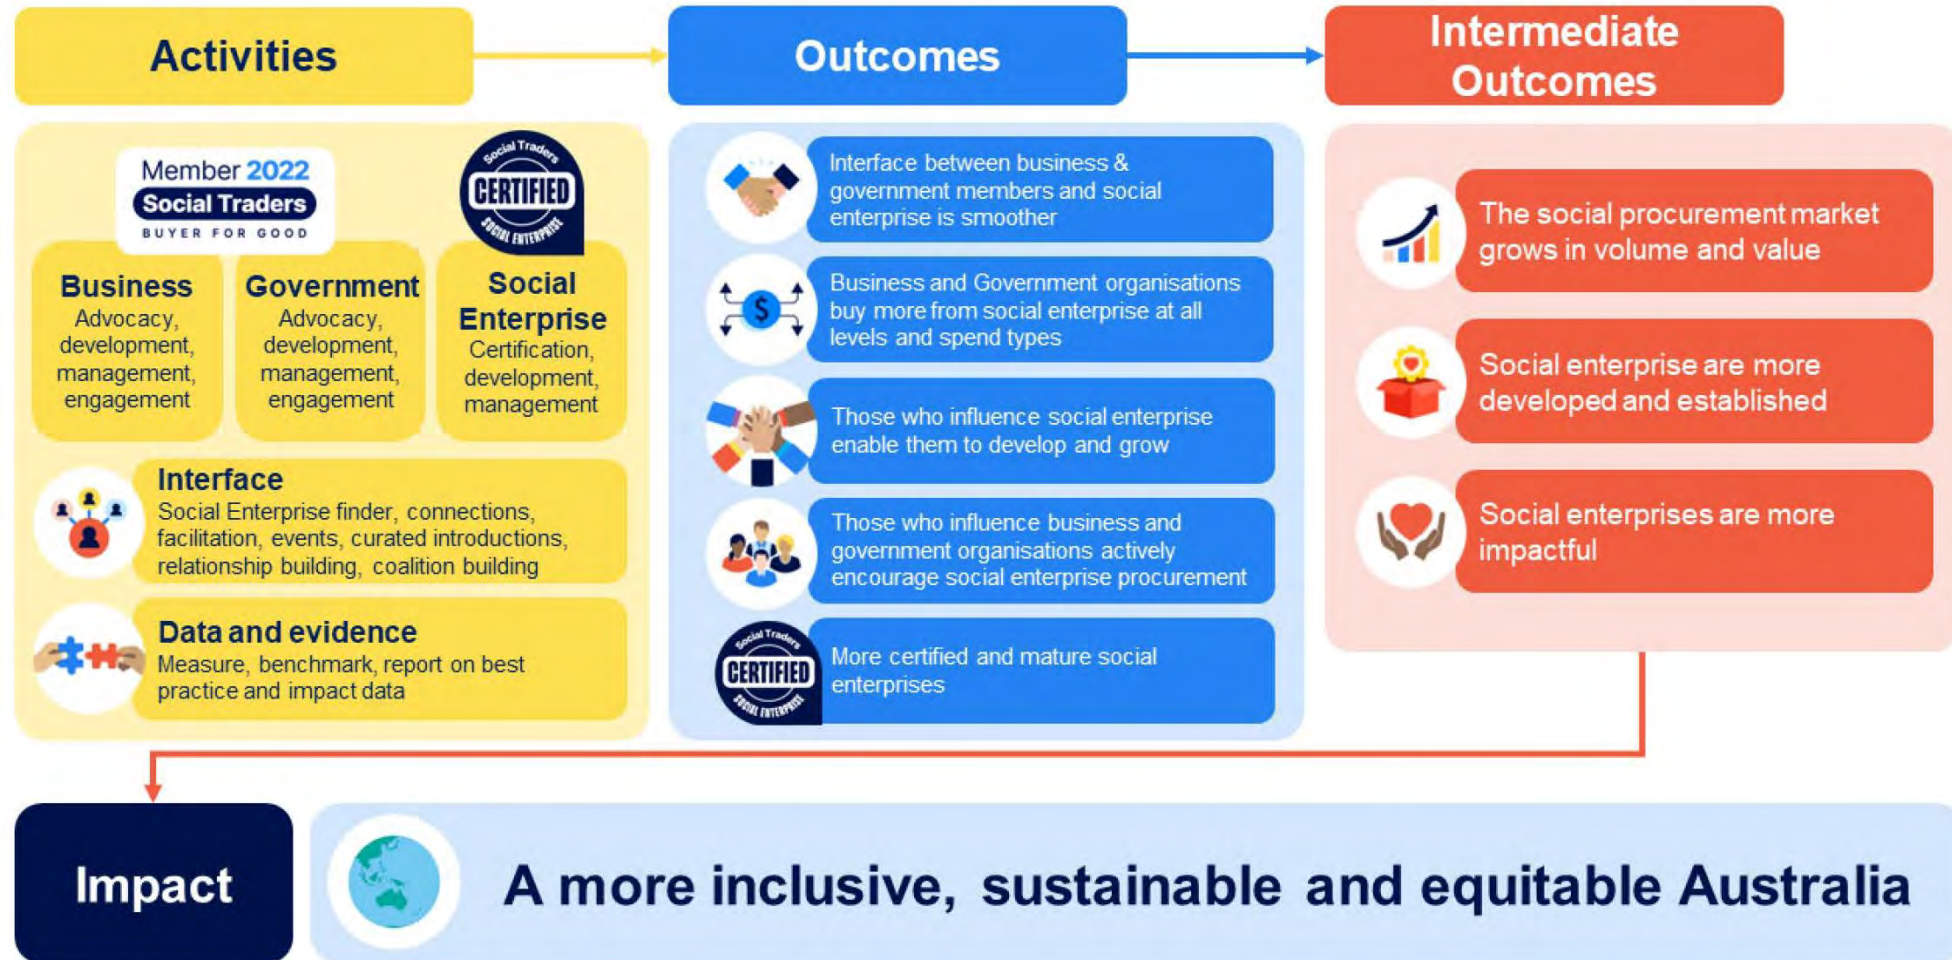 Activities
Outcomes
Intermediate
Outcomes
Member 2022
Social Traders
BUYER FOR GOOD
Social Traders
CERTIFIED
SOCIAL ENTERPRISE
Business
Advocacy,
development,
management,
engagement
Government
Advocacy,
development,
management,
engagement
Social
Enterprise
Certification,
development,
management
Interface
Social Enterprise finder, connections,
facilitation, events, curated introductions,
relationship building, coalition building
Data and evidence
Measure, benchmark, report on best
practice and impact data
Interface between business &
government members and social
enterprise is smoother
$
Business and Government organisations
buy more from social enterprise at all
levels and spend types
Those who influence social enterprise
enable them to develop and grow
Those who influence business and
government organisations actively
encourage social enterprise procurement
Social Traders
CERTIFIED
SOCIAL ENTERPRISE
More certified and mature social
enterprises
The social procurement market
grows in volume and value
Social enterprise are more
developed and established
Social enterprises are more
impactful
Impact
A more inclusive, sustainable and equitable Australia